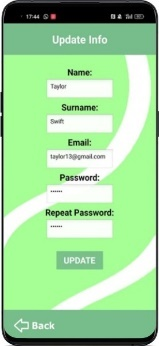 17:44
Update Info
Name:
Taylor
Surname:
Swift
Email:
taylor13@gmail.com
Password:
······
Repeat Password:
······
UPDATE
Back